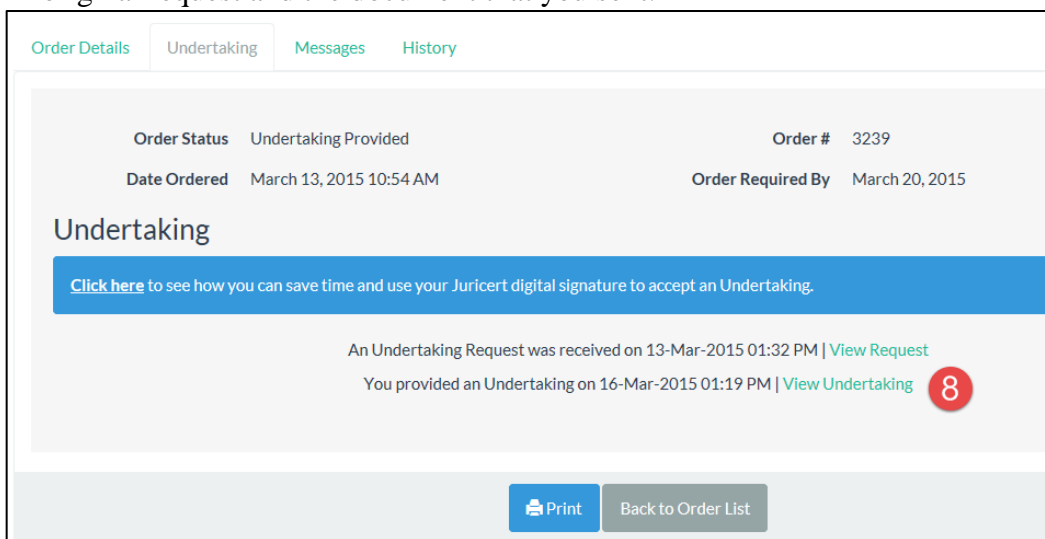 Order Details Undertaking Messages History
Order Status Undertaking Provided Order # 3239
Date Ordered March 13, 2015 10:54 AM Order Required By March 20, 2015
Undertaking
Click here to see how you can save time and use your Juricert digital signature to accept an Undertaking.
An Undertaking Request was received on 13-Mar-2015 01:32 PM | View Request
You provided an Undertaking on 16-Mar-2015 01:19 PM | View Undertaking 8
Print Back to Order List